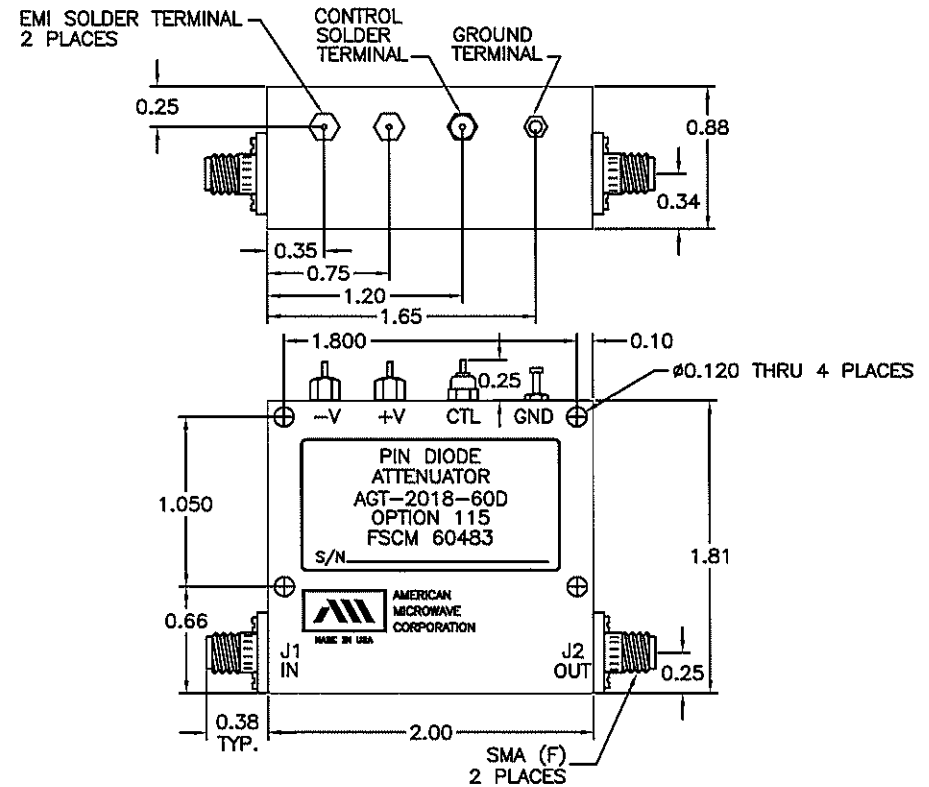 EMI SOLDER TERMINAL
2 PLACES
CONTROL
SOLDER
TERMINAL
GROUND
TERMINAL
0.25
0.88
0.34
0.35
0.75
1.20
1.65
1.800
0.10
0.25
ø0.120 THRU 4 PLACES
-V
+V
CTL
GND
PIN DIODE
ATTENUATOR
AGT-2018-60D
OPTION 115
FSCM 60483
S/N
1.050
1.81
0.66
AMERICAN
MICROWAVE
CORPORATION
MADE IN USA
J1
IN
J2
OUT
0.25
0.38
TYP.
2.00
SMA (F)
2 PLACES